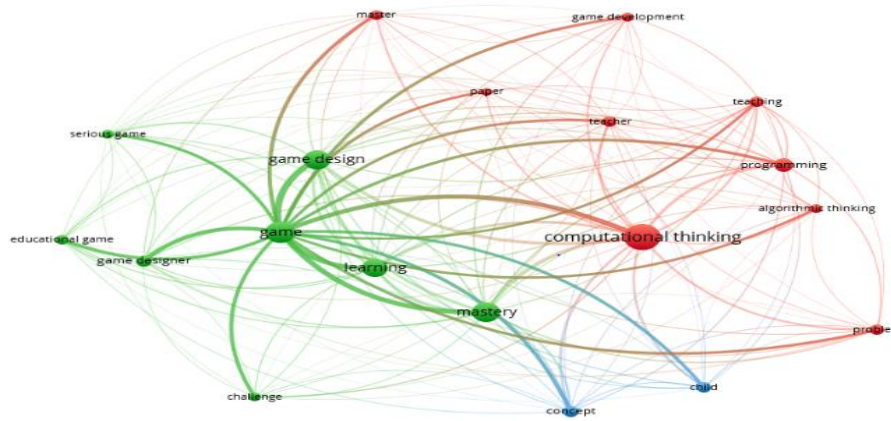 master
game development
paper
teaching
teacher
serious game
game design
programming
algorithmic thinking
game
computational thinking
educational game
game designer
learning
mastery
proble
child
challenge
concept